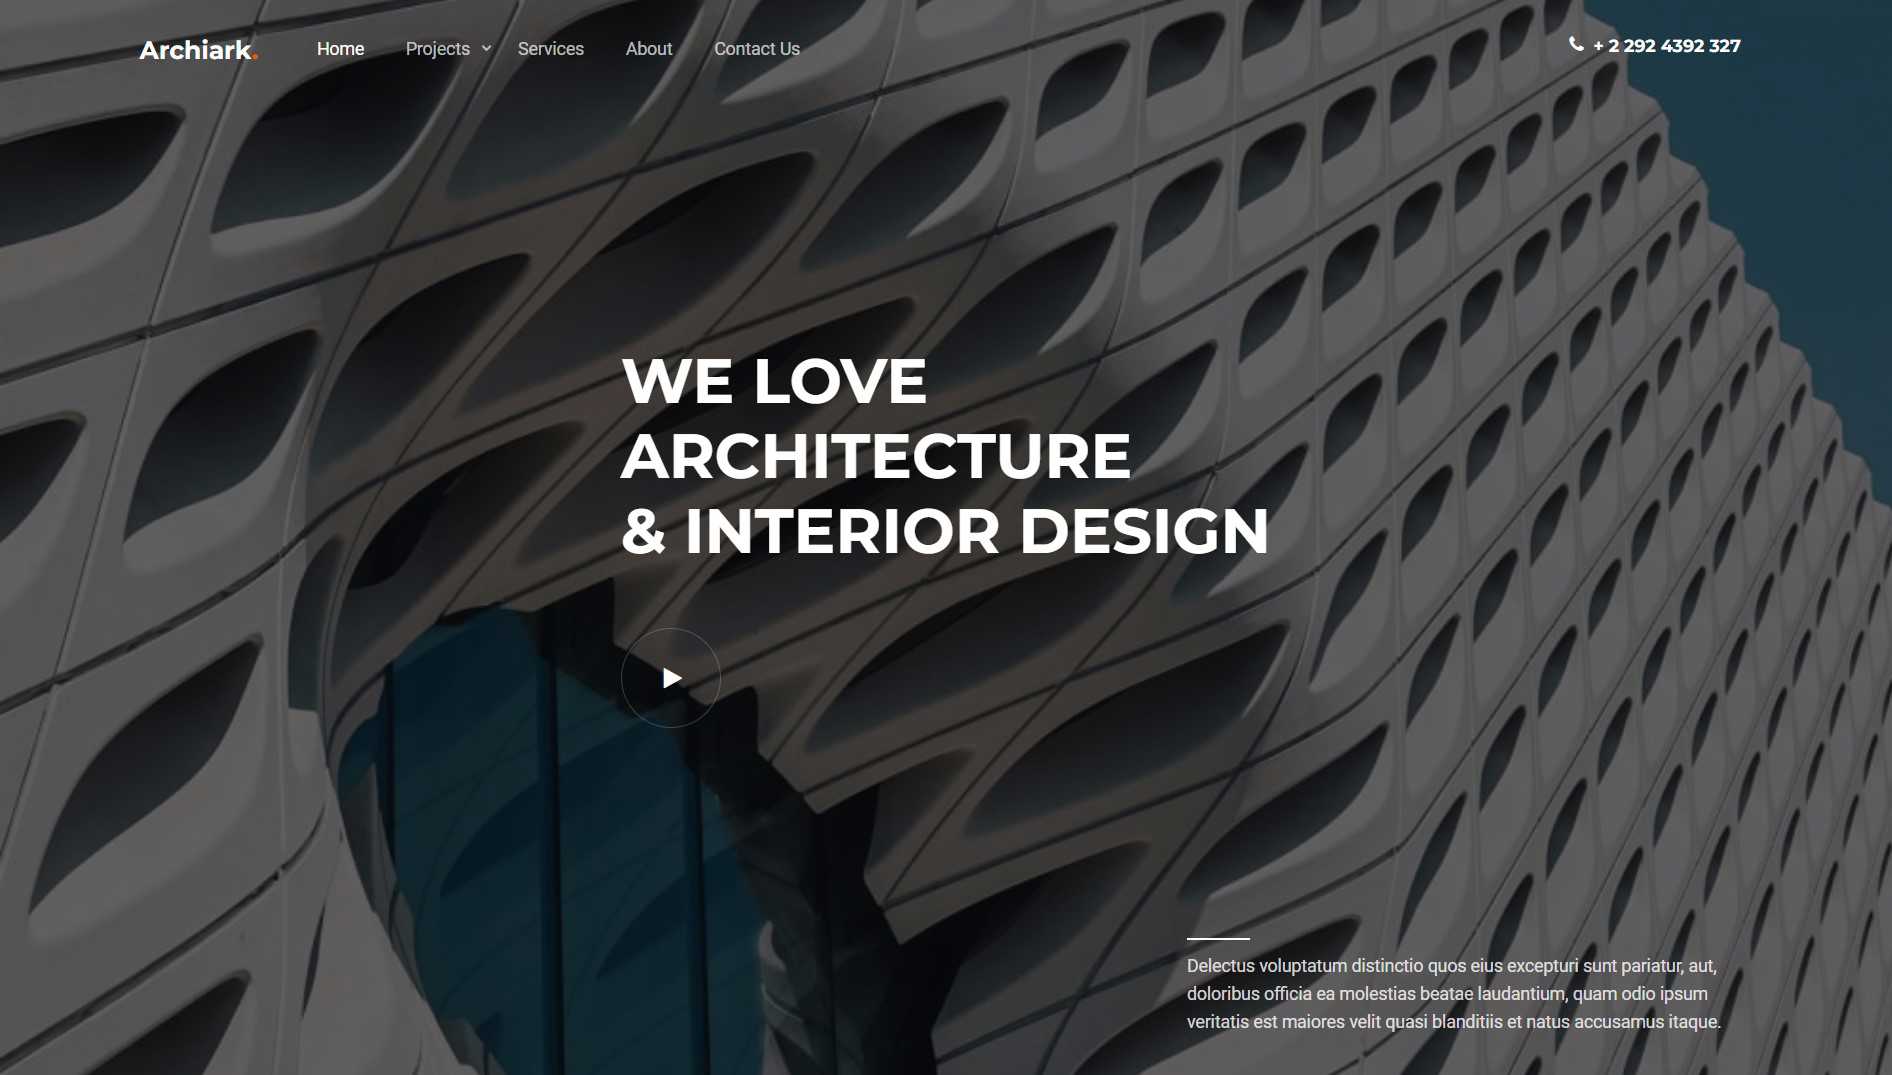 Archiark.
Home Projects Services About Contact Us
+ 2 292 4392 327
WE LOVE
ARCHITECTURE
& INTERIOR DESIGN
Delectus voluptatum distinctio quos eius excepturi sunt pariatur, aut,
doloribus officia ea molestias beatae laudantium, quam odio ipsum
veritatis est maiores velit quasi blanditiis et natus accusamus itaque.